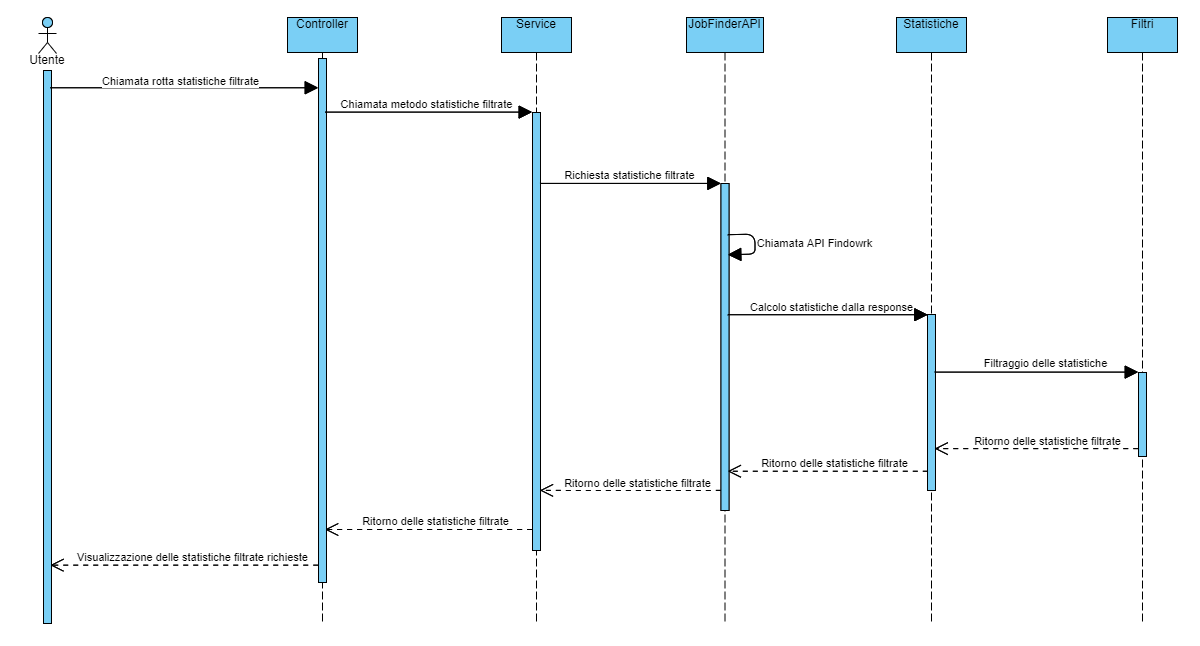 Controller
Service
JobFinderAPI
Statistiche
Filtri
Utente
Chiamata rotta statistiche filtrate
Chiamata metodo statistiche filtrate
Richiesta statistiche filtrate
Chiamata API Findowrk
Calcolo statistiche dalla response
Filtraggio delle statistiche
Ritorno delle statistiche filtrate
Ritorno delle statistiche filtrate
Ritorno delle statistiche filtrate
Ritorno delle statistiche filtrate
Visualizzazione delle statistiche filtrate richieste